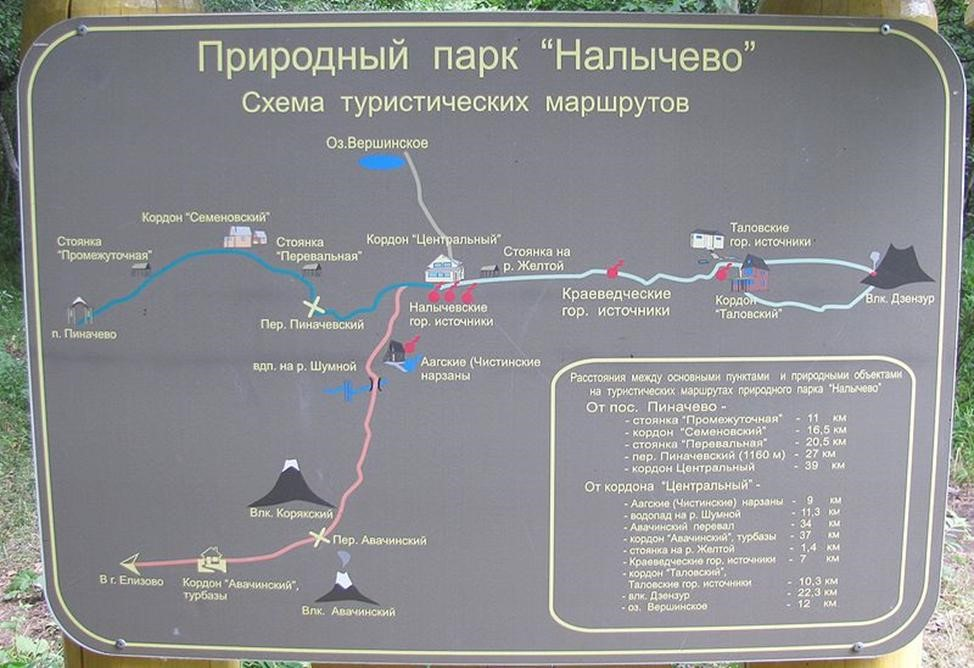 Природный парк "Налычево"
Схема туристических маршрутов
Оз.Вершинское
Кордон "Семеновский"
Стоянка
"Промежуточная"
Стоянка
"Перевальная"
Кордон "Центральный"
Стоянка на
р. Желтой
Таловские
гор. источники
п. Пиначево
Пер. Пиначевский
Налычевские
гор. источники
Краеведческие
гор. источники
Кордон
"Таловский"
Влк. Дзензур
вдп. на р. Шумной
Аагские (Чистинские
нарзаны
Влк. Корякский
Пер. Авачинский
В г. Елизово
Кордон "Авачинский",
турбазы
Влк. Авачинский
Расстояния между основными пунктами и природными объектами
на туристических маршрутах природного парка "Налычево"
От пос. Пиначево -
- стоянка "Промежуточная" - 11 км
- кордон "Семеновский" - 16,5 км
- стоянка "Перевальная" - 20,5 км
- пер. Пиначевский (1160 м) - 27 км
- кордон Центральный - 39 км
От кордона "Центральный" -
- Аагские (Чистинские) нарзаны - 9 км
- водопад на р. Шумной - 11,3 км
- Авачинский перевал - 34 км
- кордон "Авачинский", турбазы - 37 км
- стоянка на р. Желтой - 1,4 км
- Краеведческие гор. источники - 7 км
- кордон "Таловский",
Таловские гор. источники - 10,3 км
- влк. Дзензур - 22,3 км
- оз. Вершинское - 12 км